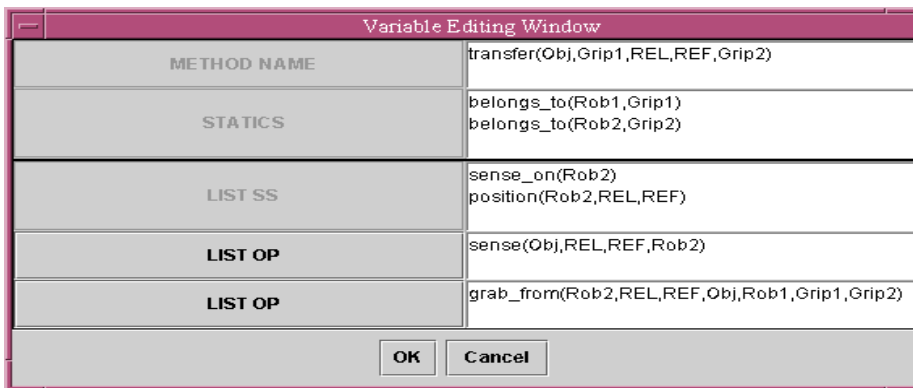 Variable Editing Window
METHOD NAME
transfer(Obj,Grip1,REL,REF,Grip2)
STATICS
belongs_to(Rob1,Grip1)
belongs_to(Rob2,Grip2)
LIST SS
sense_on(Rob2)
position(Rob2,REL,REF)
LIST OP
sense(Obj,REL,REF,Rob2)
LIST OP
grab_from(Rob2,REL,REF,Obj,Rob1,Grip1,Grip2)
OK
Cancel